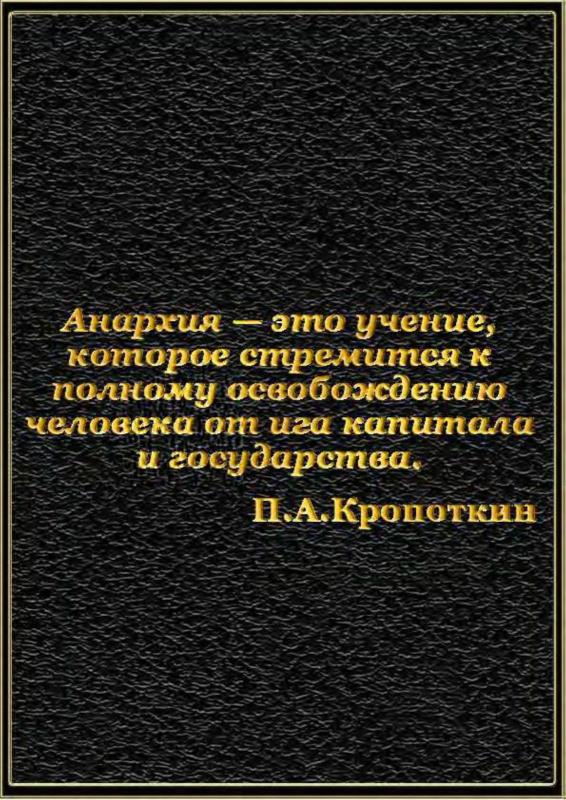 Анархия — это учение,
которое стремится к
полному освобождению
человека от ига капитала
и государства.
П.А.Кропоткин